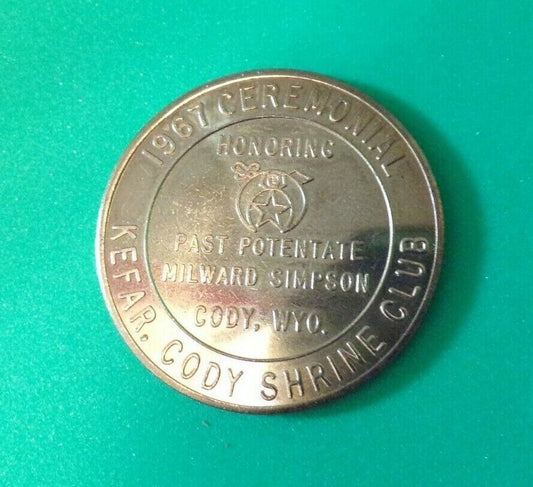 1967 CEREMONIAL
HONORING
PAST POTENTATE
MILWARD SIMPSON
CODY, WYO.
KEFAR, CODY SHRINE CLUB